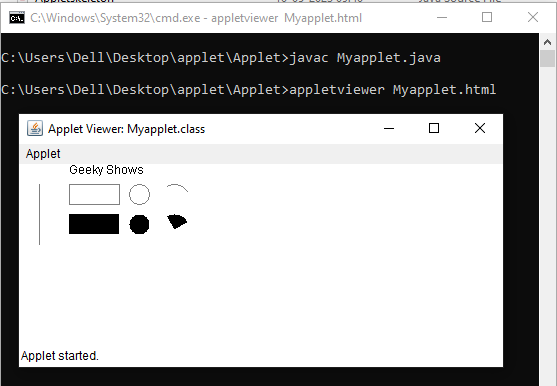 C:\Windows\System32\cmd.exe - appletviewer Myapplet.html
C:\Users\Dell\Desktop\applet\Applet>javac Myapplet.java
C:\Users\Dell\Desktop\applet\Applet>appletviewer Myapplet.html
Applet Viewer: Myapplet.class
Applet
Geeky Shows
Applet started.